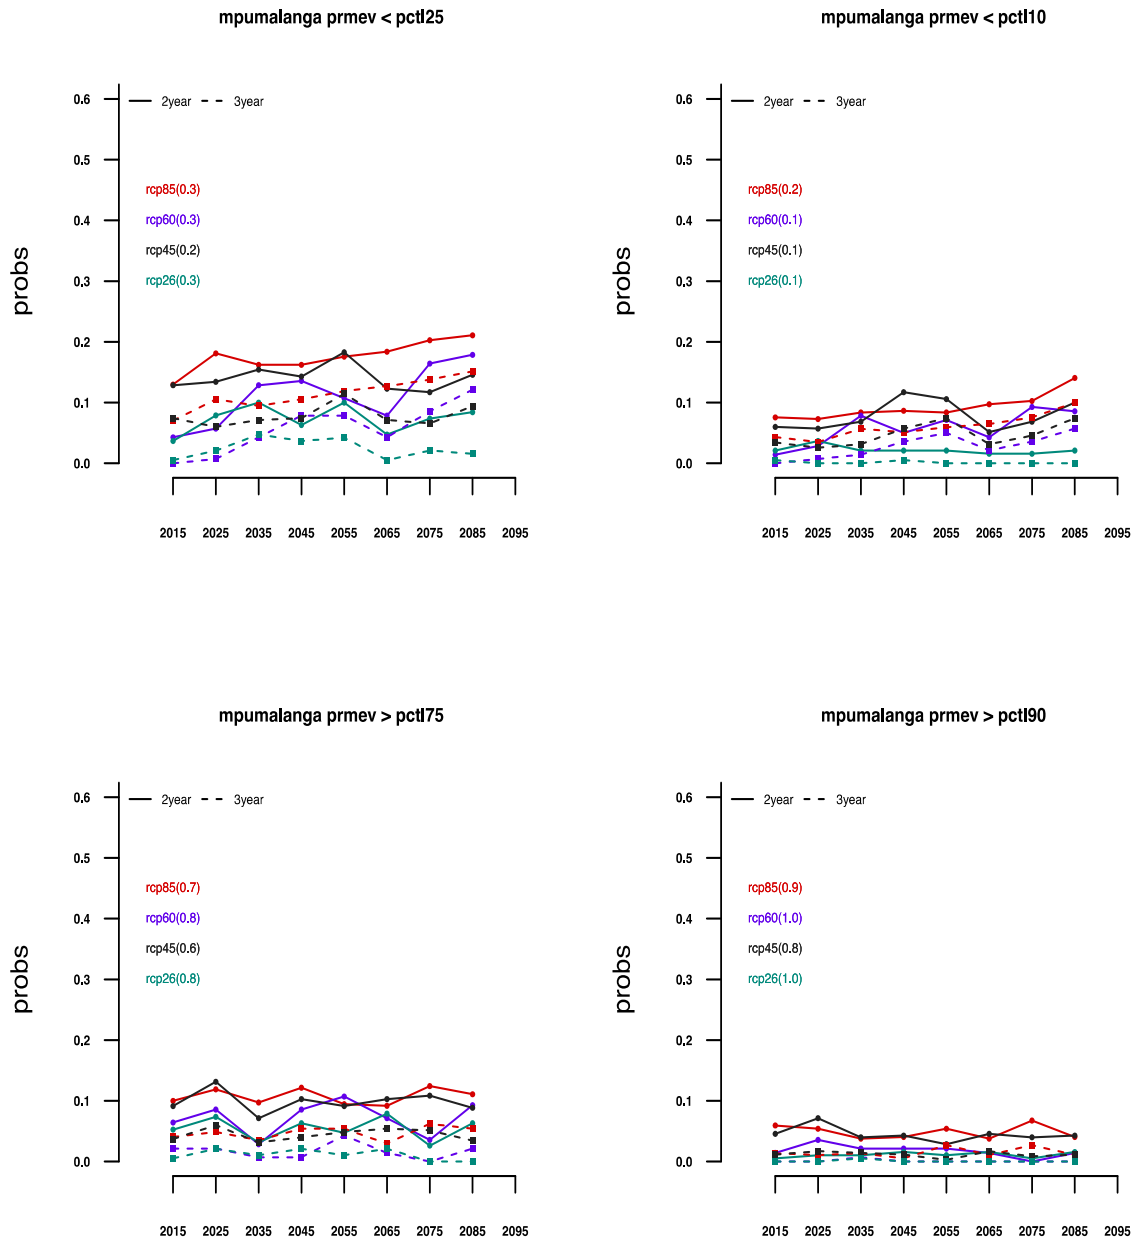 mpumalanga prmev < pctl25
0.6
2year 3year
0.5
rcp85(0.3)
0.4
rcp60(0.3)
rcp45(0.2)
0.3
rcp26(0.3)
probs
0.2
0.1
0.0
2015 2025 2035 2045 2055 2065 2075 2085 2095
mpumalanga prmev < pctl10
0.6
2year 3year
0.5
rcp85(0.2)
0.4
rcp60(0.1)
rcp45(0.1)
0.3
rcp26(0.1)
probs
0.2
0.1
0.0
2015 2025 2035 2045 2055 2065 2075 2085 2095
mpumalanga prmev > pctl75
0.6
2year 3year
0.5
rcp85(0.7)
0.4
rcp60(0.8)
rcp45(0.6)
0.3
rcp26(0.8)
probs
0.2
0.1
0.0
2015 2025 2035 2045 2055 2065 2075 2085 2095
mpumalanga prmev > pctl90
0.6
2year 3year
0.5
rcp85(0.9)
0.4
rcp60(1.0)
rcp45(0.8)
0.3
rcp26(1.0)
probs
0.2
0.1
0.0
2015 2025 2035 2045 2055 2065 2075 2085 2095